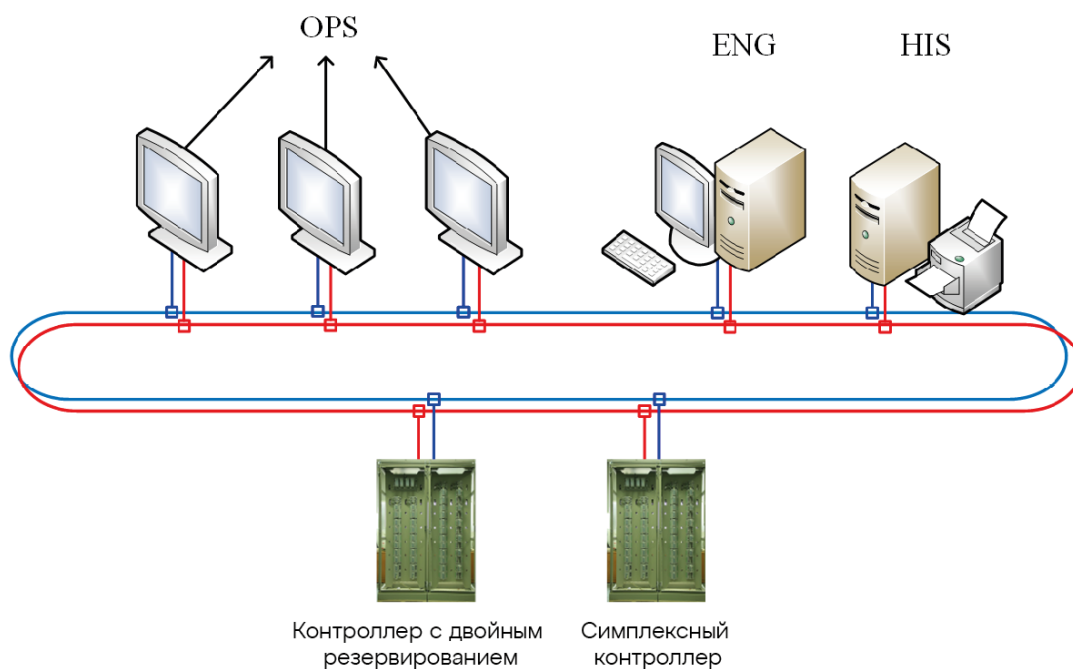 OPS
ENG
HIS
Контроллер с двойным
резервированием
Симплексный
контроллер